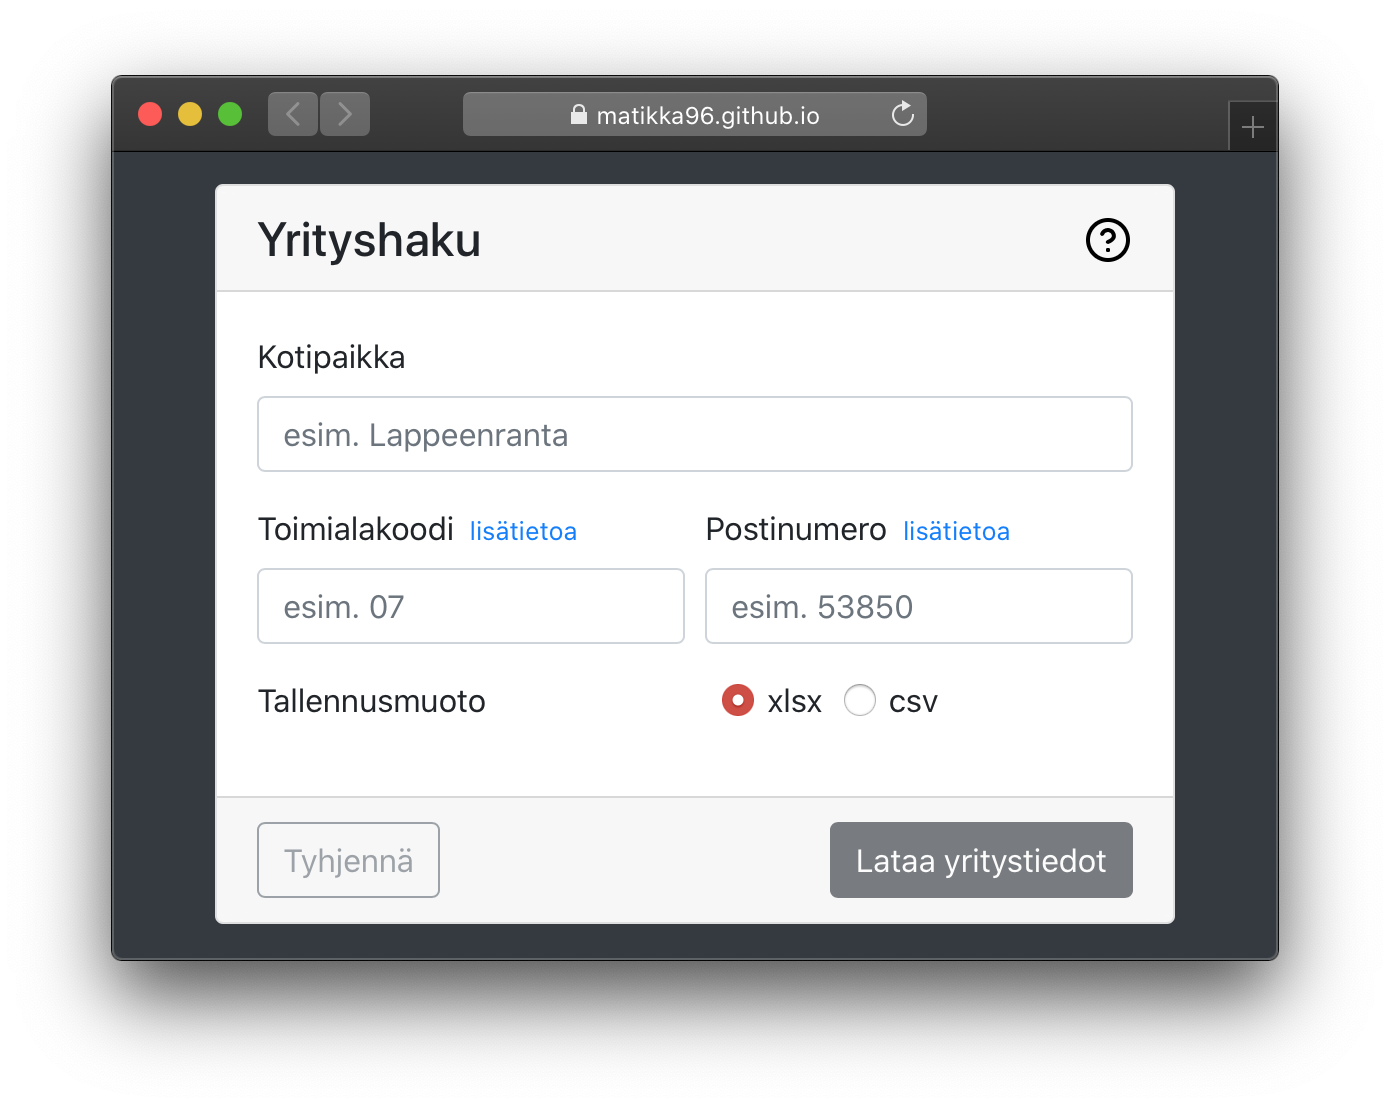 matikka96.github.io
Yrityshaku
Kotipaikka
esim. Lappeenranta
Toimialakoodi lisätietoa Postinumero lisätietoa
esim. 07 esim. 53850
Tallennusmuoto xlsx csv
Tyhjennä Lataa yritystiedot